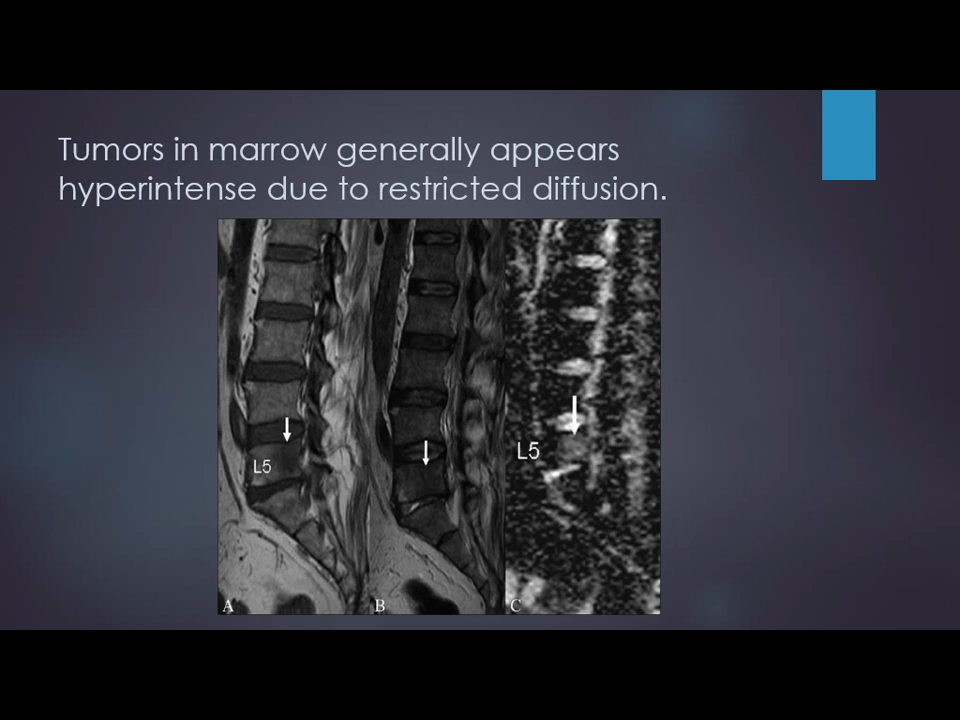 Tumors in marrow generally appears
hyperintense due to restricted diffusion.
L5
L5
A
B
C